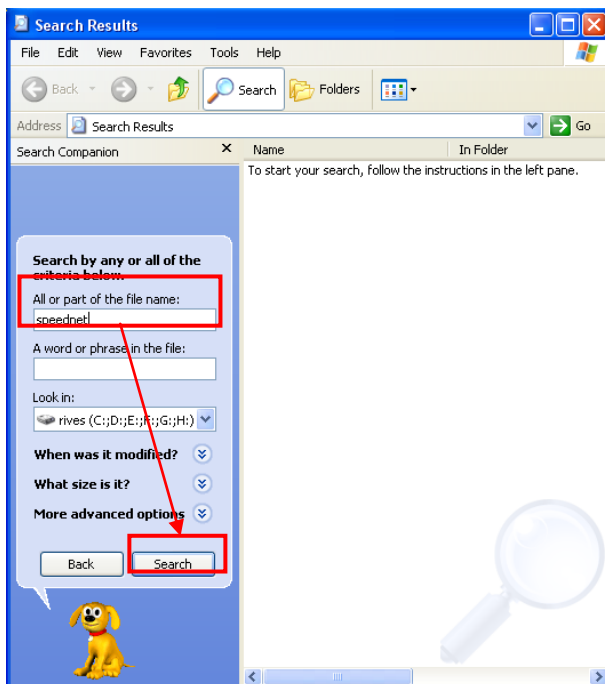 Search Results
File Edit View Favorites Tools Help
Back Search Folders
Address Search Results Go
Search Companion X Name In Folder
To start your search, follow the instructions in the left pane.
Search by any or all of the
criteria below.
All or part of the file name:
speednet
A word or phrase in the file:
Look in:
rives (C:;D:;E:;F:;G:;H:)
When was it modified?
What size is it?
More advanced options
Back Search